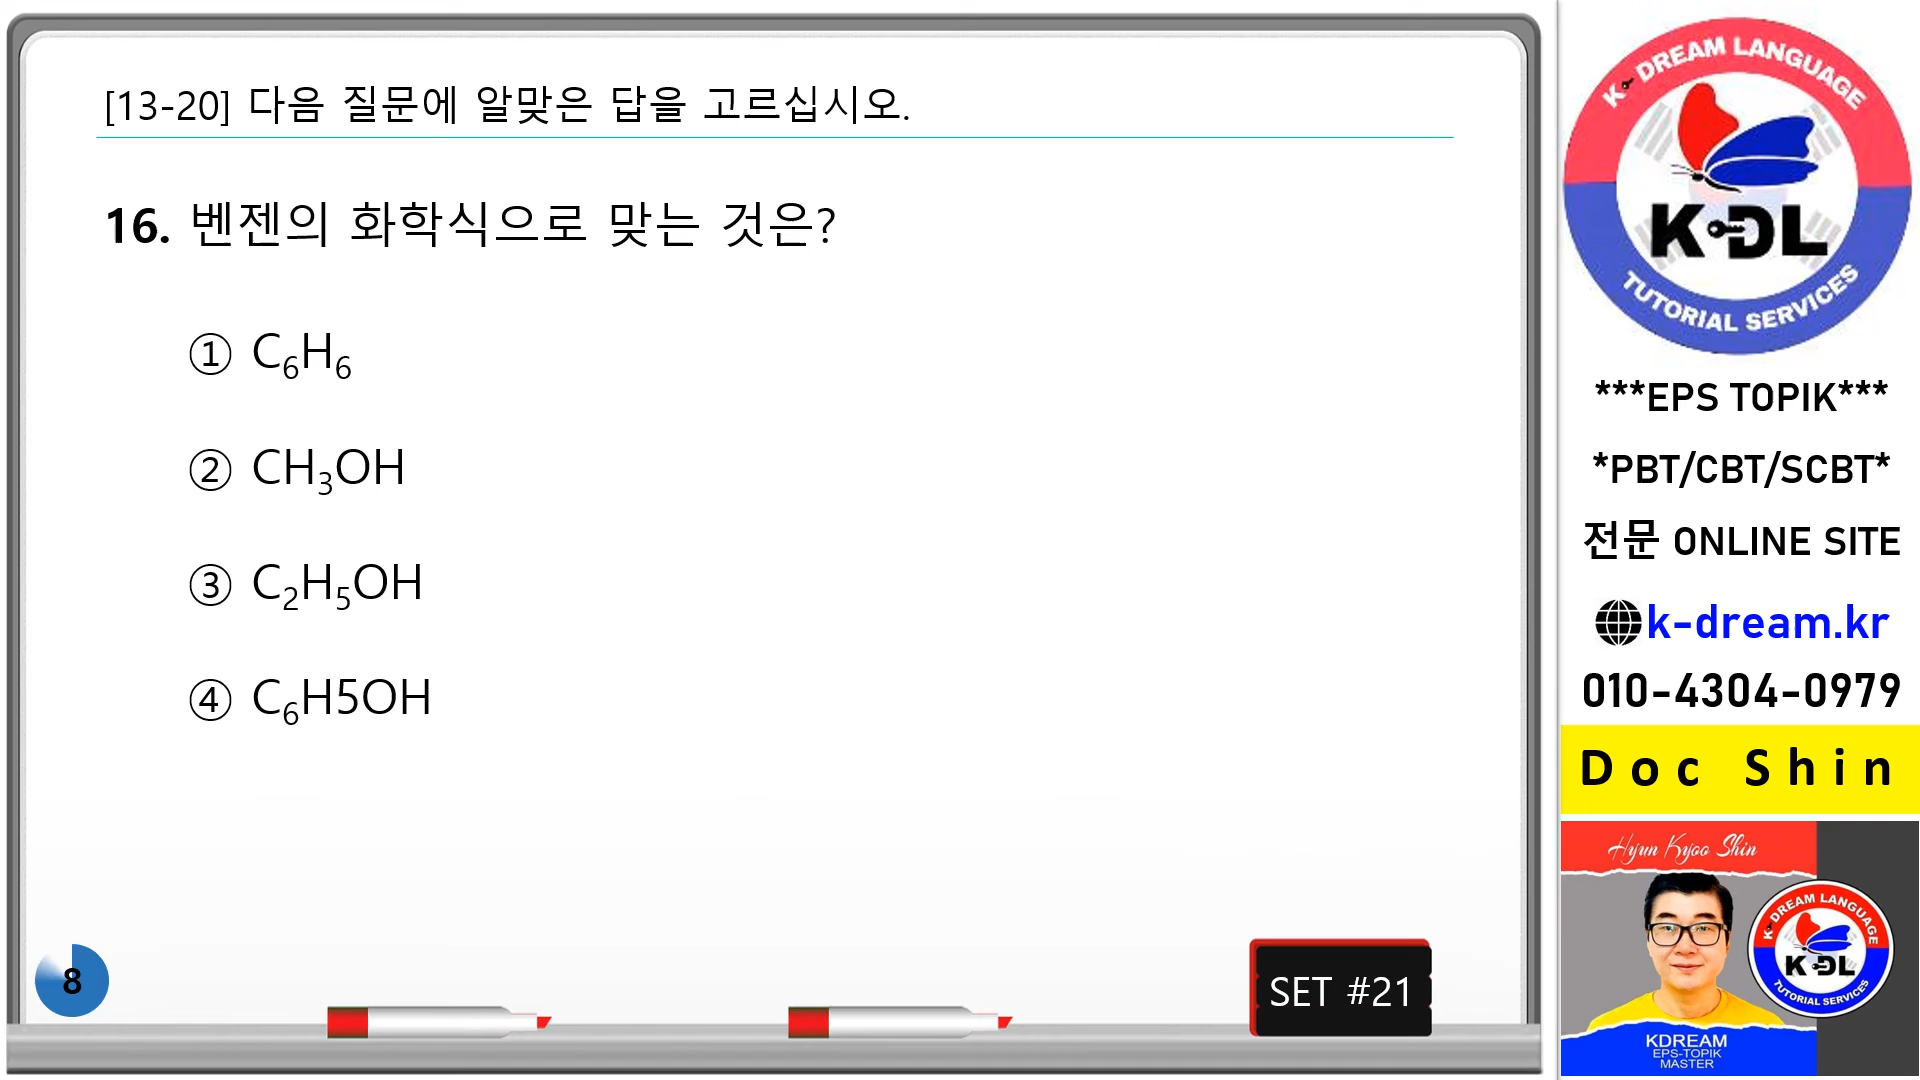 [13-20] 다음 질문에 알맞은 답을 고르십시오.
16. 벤젠의 화학식으로 맞는 것은?
① C₆H₆
② CH₃OH
③ C₂H₅OH
④ C₆H5OH
8
SET #21
K DREAM LANGUAGE
K DL
TUTORIAL SERVICES
***EPS TOPIK***
*PBT/CBT/SCBT*
전문 ONLINE SITE
k-dream.kr
010-4304-0979
Doc Shin
Hyun Kyoo Shin
K DREAM LANGUAGE
K DL
TUTORIAL SERVICES
KDREAM
EPS-TOPIK
MASTER